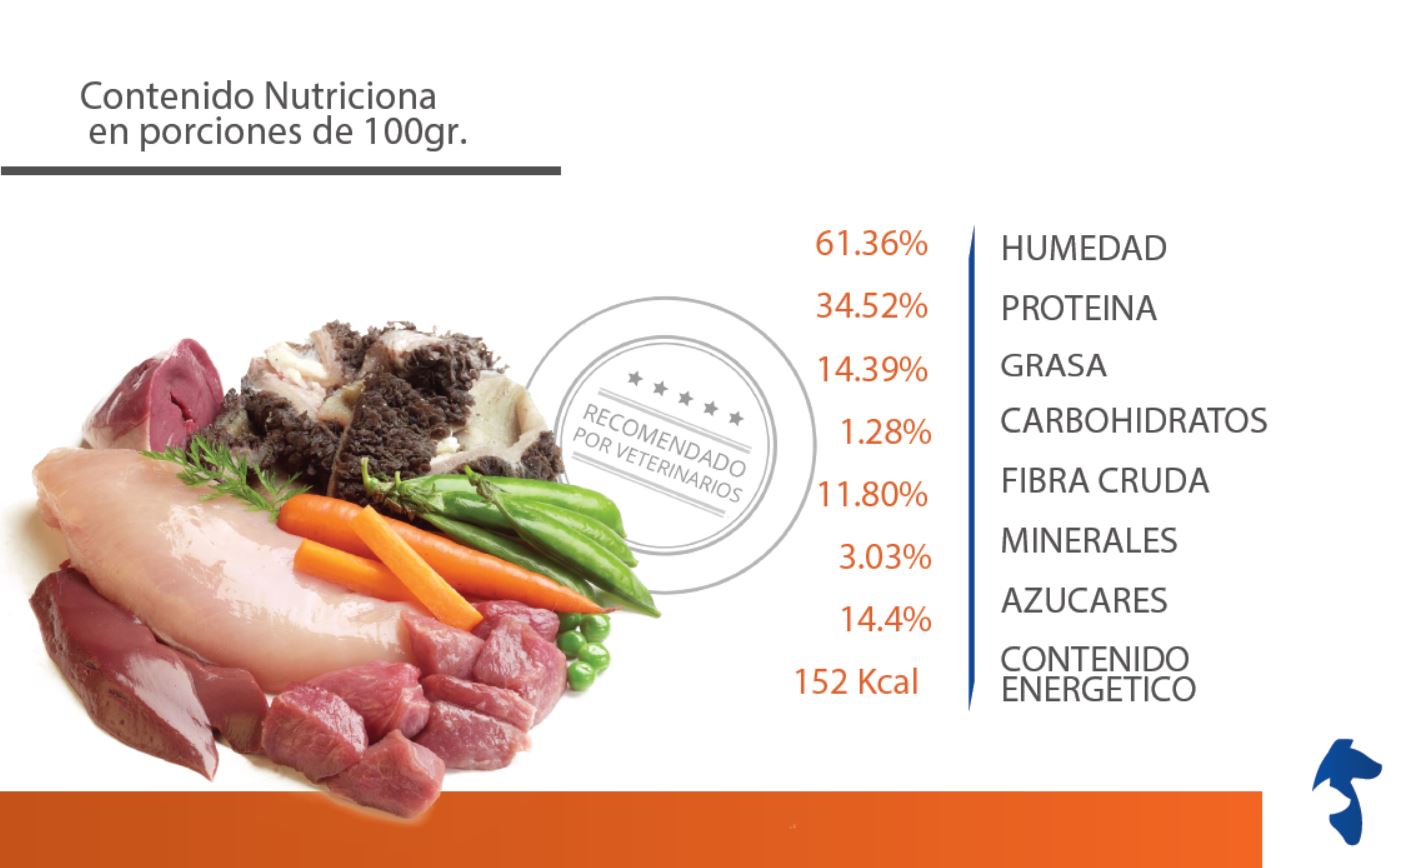 Contenido Nutriciona
en porciones de 100gr.
61.36% HUMEDAD
34.52% PROTEINA
14.39% GRASA
1.28% CARBOHIDRATOS
11.80% FIBRA CRUDA
3.03% MINERALES
14.4% AZUCARES
152 Kcal CONTENIDO
ENERGETICO
RECOMENDADO
POR VETERINARIOS